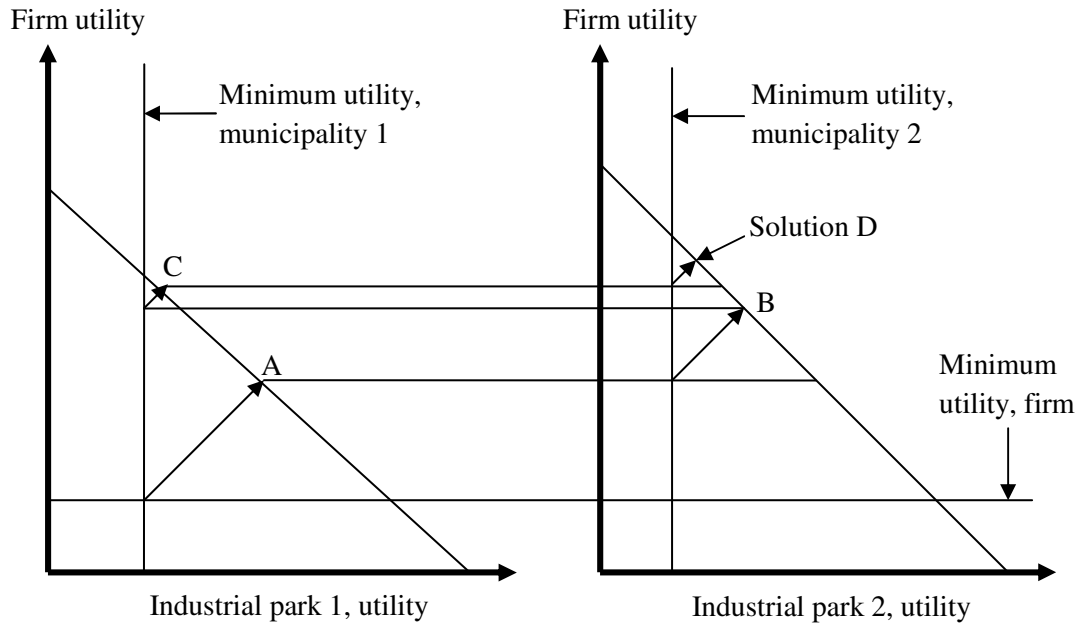 Firm utility
Firm utility
Minimum utility,
municipality 1
Minimum utility,
municipality 2
Solution D
C
B
A
Minimum
utility, firm
Industrial park 1, utility
Industrial park 2, utility